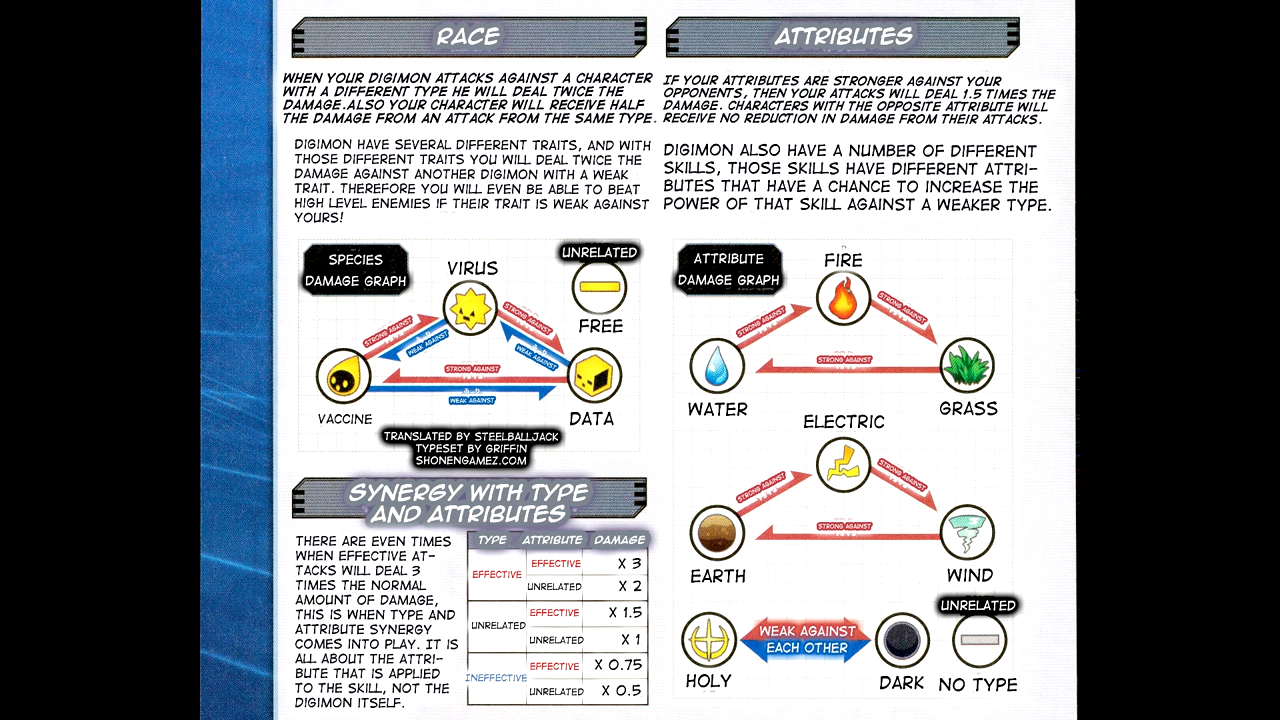 RACE
WHEN YOUR DIGIMON ATTACKS AGAINST A CHARACTER
WITH A DIFFERENT TYPE HE WILL DEAL TWICE THE
DAMAGE.ALSO YOUR CHARACTER WILL RECEIVE HALF
THE DAMAGE FROM AN ATTACK FROM THE SAME TYPE.
DIGIMON HAVE SEVERAL DIFFERENT TRAITS, AND WITH
THOSE DIFFERENT TRAITS YOU WILL DEAL TWICE THE
DAMAGE AGAINST ANOTHER DIGIMON WITH A WEAK
TRAIT. THEREFORE YOU WILL EVEN BE ABLE TO BEAT
HIGH LEVEL ENEMIES IF THEIR TRAIT IS WEAK AGAINST
YOURS!
SPECIES
DAMAGE GRAPH
VIRUS
UNRELATED
FREE
STRONG AGAINST
WEAK AGAINST
STRONG AGAINST
WEAK AGAINST
STRONG AGAINST
WEAK AGAINST
VACCINE
DATA
TRANSLATED BY STEELBALLJACK
TYPESET BY GRIFFIN
SHONENGAMEZ.COM
SYNERGY WITH TYPE
AND ATTRIBUTES
THERE ARE EVEN TIMES
WHEN EFFECTIVE AT-
TACKS WILL DEAL 3
TIMES THE NORMAL
AMOUNT OF DAMAGE,
THIS IS WHEN TYPE AND
ATTRIBUTE SYNERGY
COMES INTO PLAY. IT IS
ALL ABOUT THE ATTRI-
BUTE THAT IS APPLIED
TO THE SKILL, NOT THE
DIGIMON ITSELF.
TYPE ATTRIBUTE DAMAGE
EFFECTIVE EFFECTIVE X 3
UNRELATED X 2
UNRELATED EFFECTIVE X 1.5
UNRELATED X 1
INEFFECTIVE EFFECTIVE X 0.75
UNRELATED X 0.5
ATTRIBUTES
IF YOUR ATTRIBUTES ARE STRONGER AGAINST YOUR
OPPONENTS, THEN YOUR ATTACKS WILL DEAL 1.5 TIMES THE
DAMAGE. CHARACTERS WITH THE OPPOSITE ATTRIBUTE WILL
RECEIVE NO REDUCTION IN DAMAGE FROM THEIR ATTACKS.
DIGIMON ALSO HAVE A NUMBER OF DIFFERENT
SKILLS, THOSE SKILLS HAVE DIFFERENT ATTRI-
BUTES THAT HAVE A CHANCE TO INCREASE THE
POWER OF THAT SKILL AGAINST A WEAKER TYPE.
ATTRIBUTE
DAMAGE GRAPH
FIRE
STRONG AGAINST
STRONG AGAINST
STRONG AGAINST
WATER
GRASS
ELECTRIC
STRONG AGAINST
STRONG AGAINST
STRONG AGAINST
EARTH
WIND
UNRELATED
WEAK AGAINST
EACH OTHER
HOLY
DARK
NO TYPE